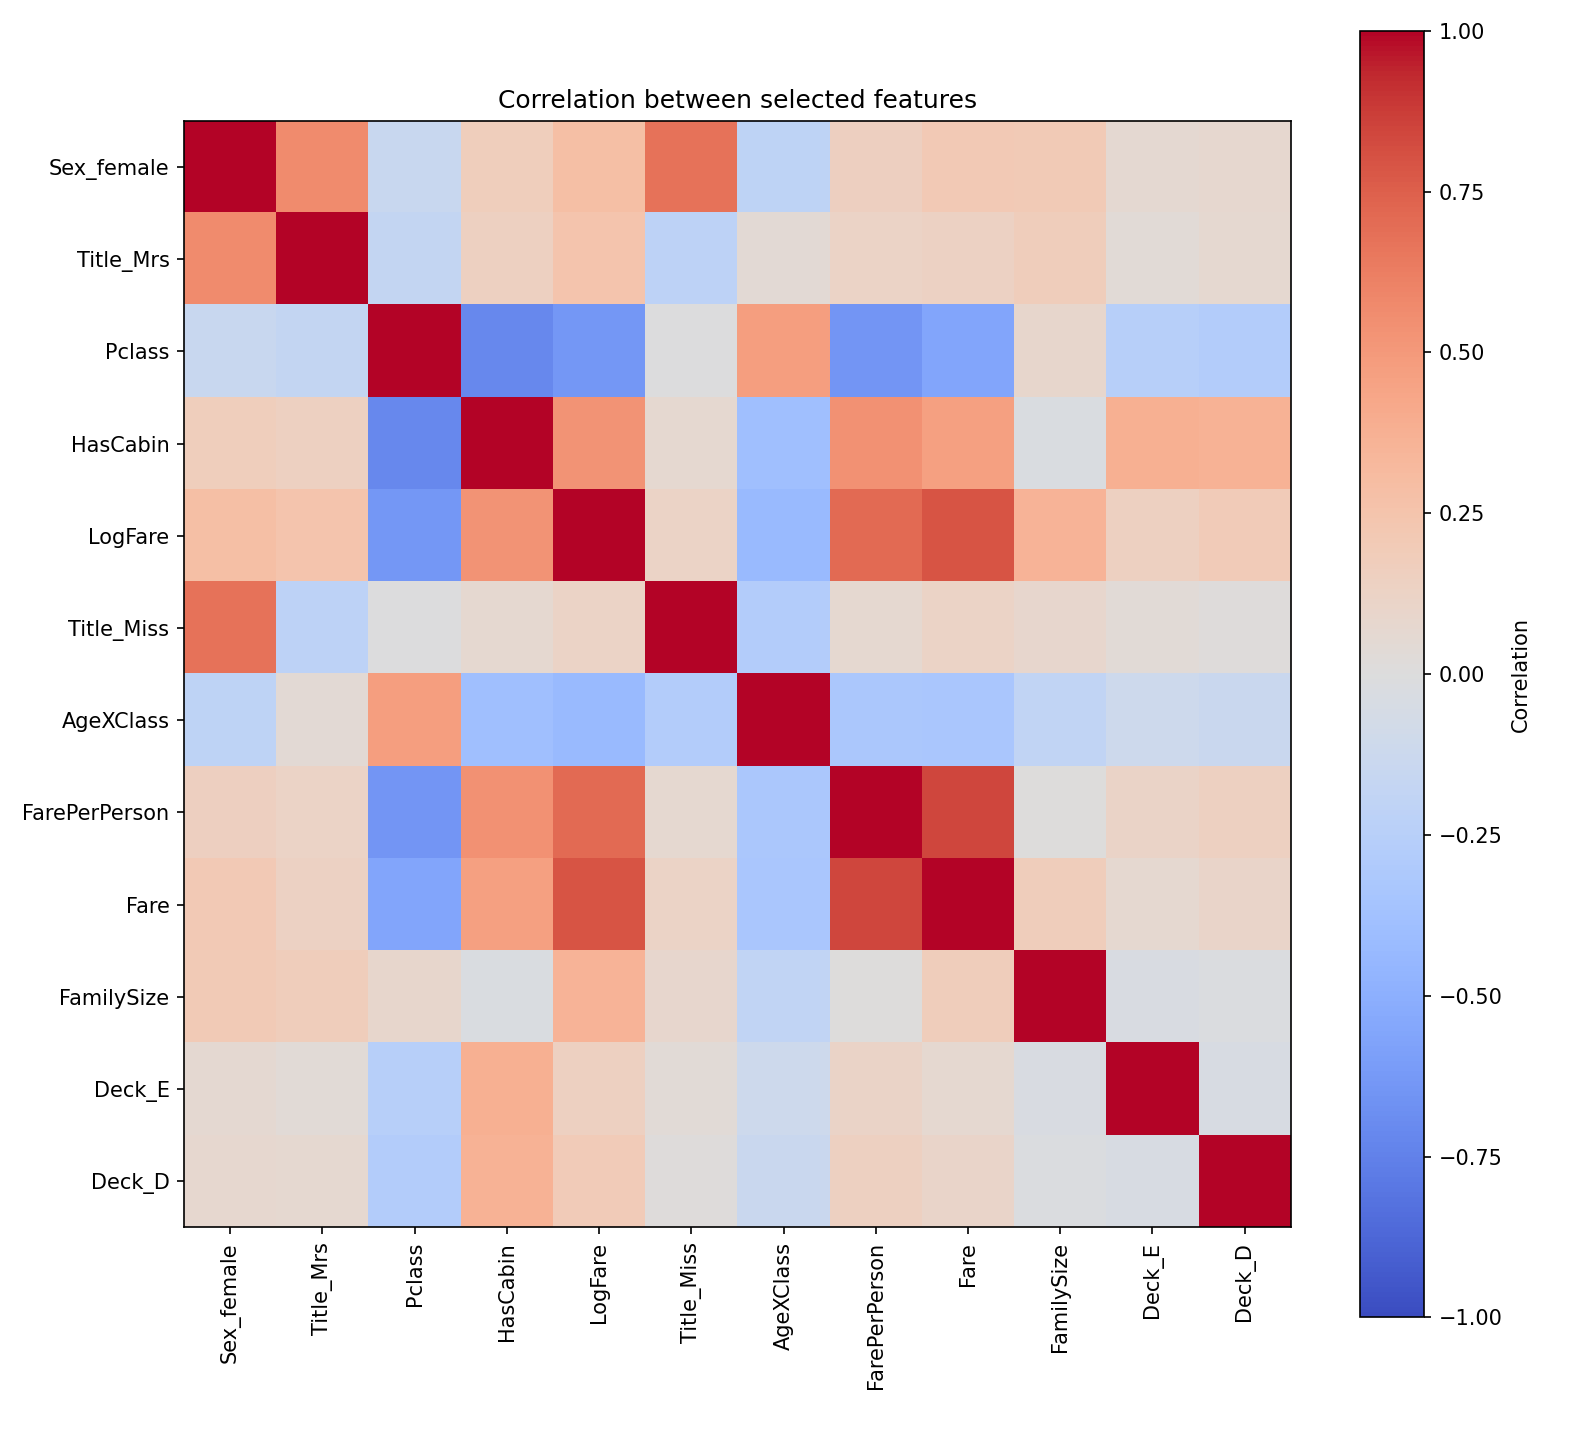 Correlation between selected features
Sex_female
Title_Mrs
Pclass
HasCabin
LogFare
Title_Miss
AgeXClass
FarePerPerson
Fare
FamilySize
Deck_E
Deck_D
Sex_female
Title_Mrs
Pclass
HasCabin
LogFare
Title_Miss
AgeXClass
FarePerPerson
Fare
FamilySize
Deck_E
Deck_D
1.00
0.75
0.50
0.25
0.00
−0.25
−0.50
−0.75
−1.00
Correlation